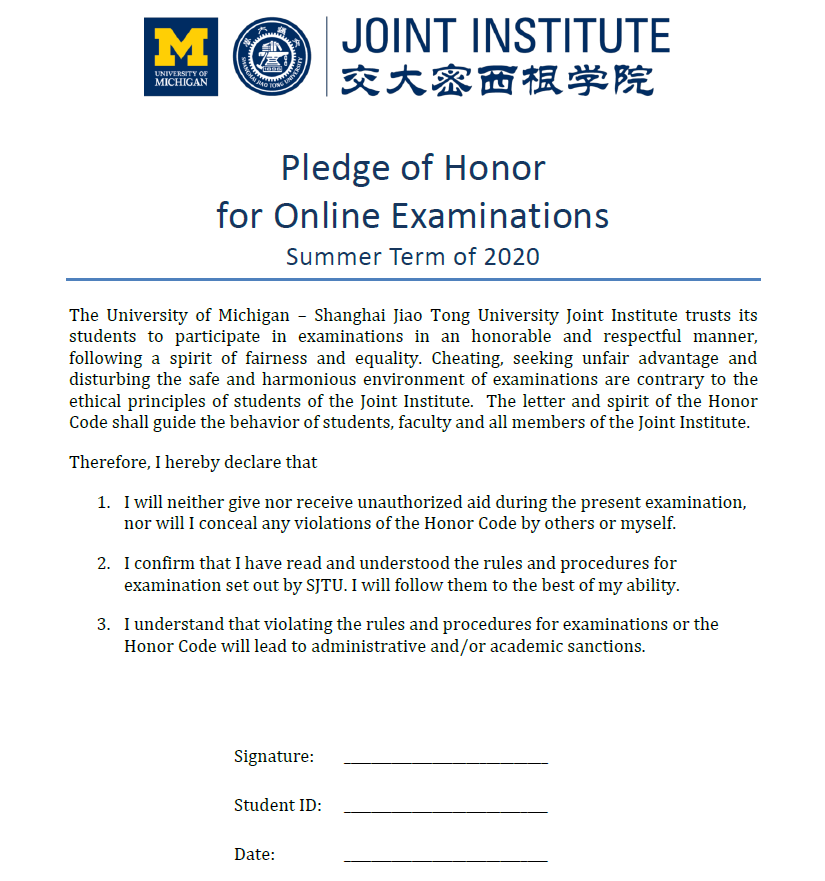 M
UNIVERSITY OF
MICHIGAN
SHANGHAI JIAO TONG UNIVERSITY
1896
JOINT INSTITUTE
交大密西根学院
Pledge of Honor
for Online Examinations
Summer Term of 2020
The University of Michigan – Shanghai Jiao Tong University Joint Institute trusts its
students to participate in examinations in an honorable and respectful manner,
following a spirit of fairness and equality. Cheating, seeking unfair advantage and
disturbing the safe and harmonious environment of examinations are contrary to the
ethical principles of students of the Joint Institute. The letter and spirit of the Honor
Code shall guide the behavior of students, faculty and all members of the Joint Institute.
Therefore, I hereby declare that
1. I will neither give nor receive unauthorized aid during the present examination,
nor will I conceal any violations of the Honor Code by others or myself.
2. I confirm that I have read and understood the rules and procedures for
examination set out by SJTU. I will follow them to the best of my ability.
3. I understand that violating the rules and procedures for examinations or the
Honor Code will lead to administrative and/or academic sanctions.
Signature:
Student ID:
Date: